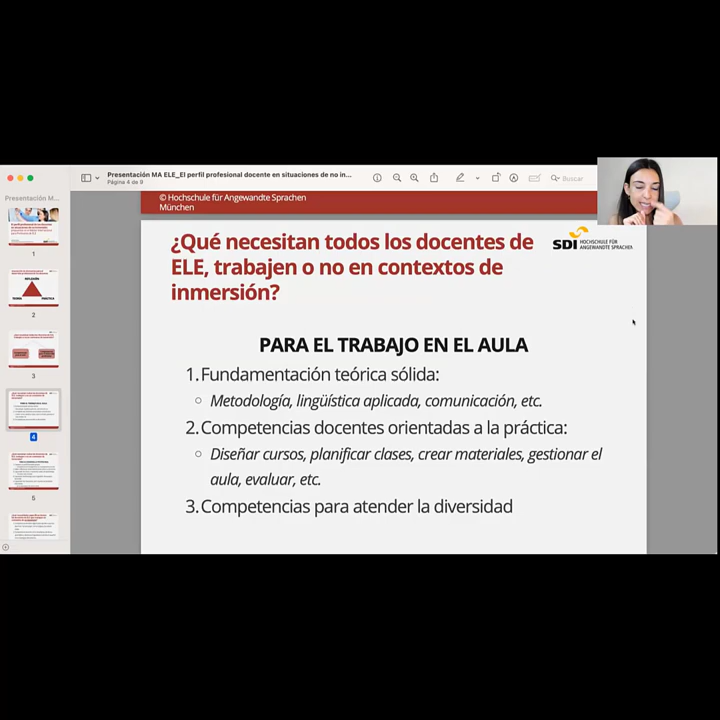 Presentación MA ELE_El perfil profesional docente en situaciones de no in...
Página 4 de 9
Buscar
Presentación M...
1
2
3
4
5
© Hochschule für Angewandte Sprachen
München
¿Qué necesitan todos los docentes de
ELE, trabajen o no en contextos de
inmersión?
SDI HOCHSCHULE FÜR
ANGEWANDTE SPRACHEN
PARA EL TRABAJO EN EL AULA
1. Fundamentación teórica sólida:
Metodología, lingüística aplicada, comunicación, etc.
2. Competencias docentes orientadas a la práctica:
Diseñar cursos, planificar clases, crear materiales, gestionar el
aula, evaluar, etc.
3. Competencias para atender la diversidad